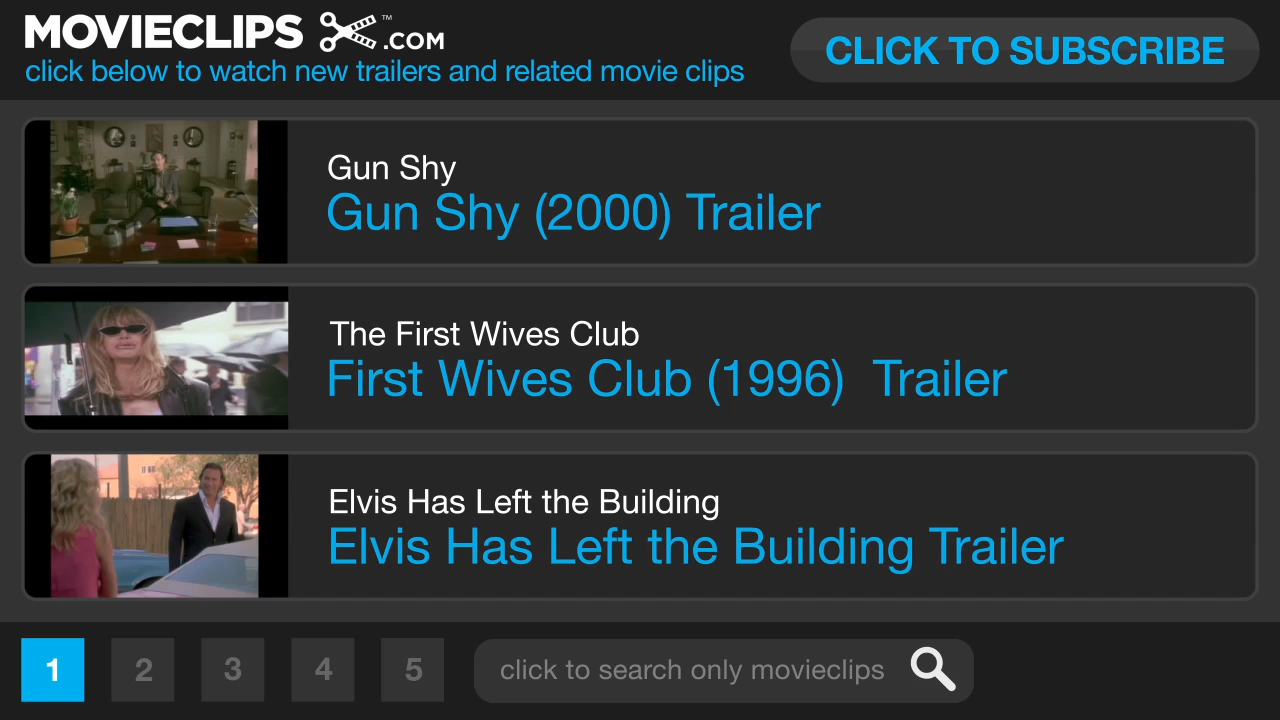 MOVIECLIPS ™ .COM
click below to watch new trailers and related movie clips
CLICK TO SUBSCRIBE
Gun Shy
Gun Shy (2000) Trailer
The First Wives Club
First Wives Club (1996)  Trailer
Elvis Has Left the Building
Elvis Has Left the Building Trailer
1 2 3 4 5 click to search only movieclips